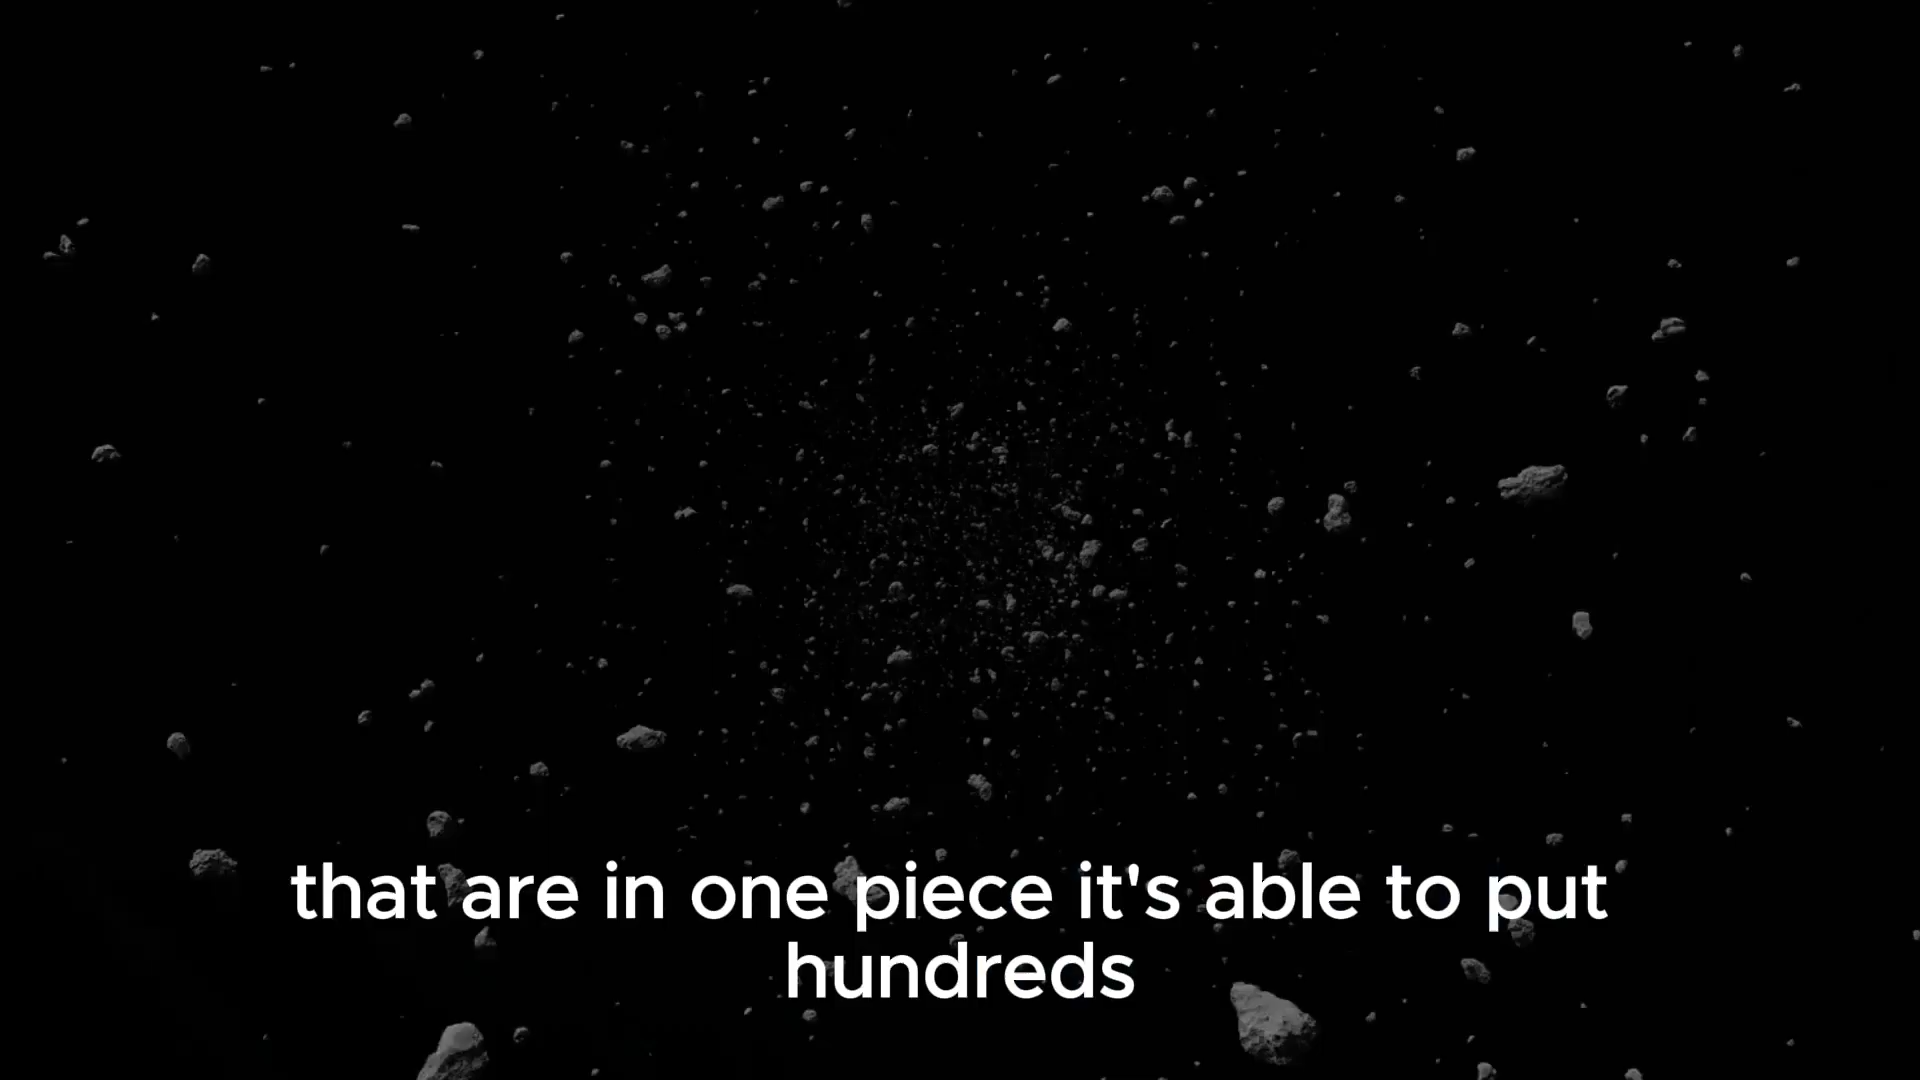 that are in one piece it's able to put
hundreds